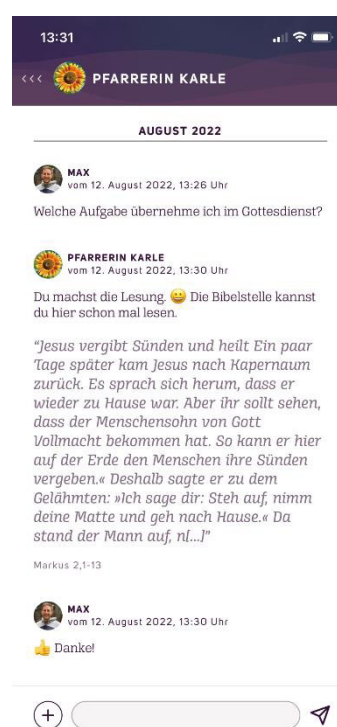 13:31
‹‹‹ PFARRERIN KARLE
AUGUST 2022
MAX
vom 12. August 2022, 13:26 Uhr
Welche Aufgabe übernehme ich im Gottesdienst?
PFARRERIN KARLE
vom 12. August 2022, 13:30 Uhr
Du machst die Lesung. 😀 Die Bibelstelle kannst
du hier schon mal lesen.
"Jesus vergibt Sünden und heilt Ein paar
Tage später kam Jesus nach Kapernaum
zurück. Es sprach sich herum, dass er
wieder zu Hause war. Aber ihr sollt sehen,
dass der Menschensohn von Gott
Vollmacht bekommen hat. So kann er hier
auf der Erde den Menschen ihre Sünden
vergeben.« Deshalb sagte er zu dem
Gelähmten: »Ich sage dir: Steh auf, nimm
deine Matte und geh nach Hause.« Da
stand der Mann auf, n[...]"
Markus 2,1-13
MAX
vom 12. August 2022, 13:30 Uhr
👍 Danke!